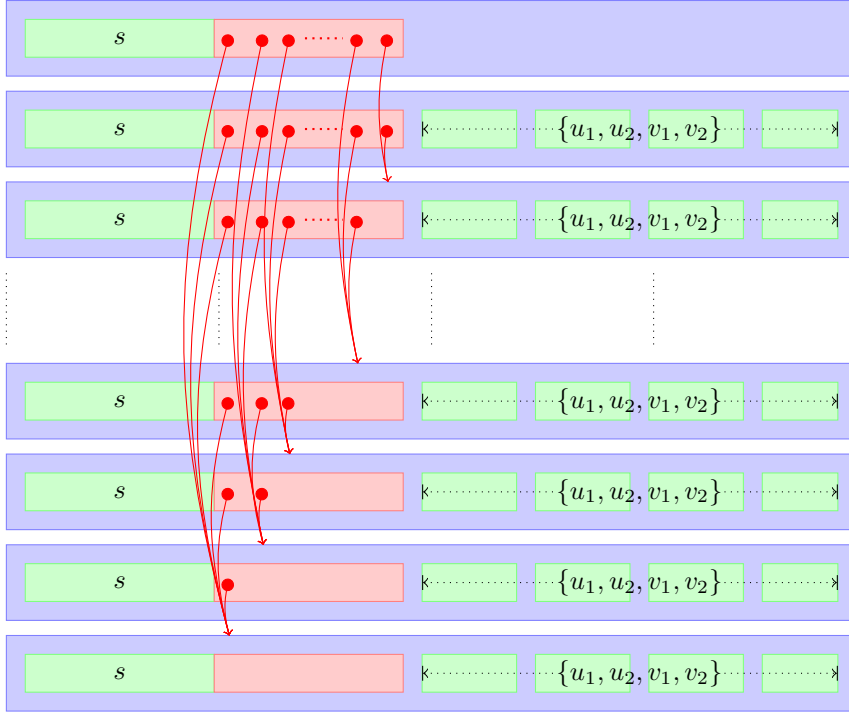 s
s {u₁, u₂, v₁, v₂}
s {u₁, u₂, v₁, v₂}
s {u₁, u₂, v₁, v₂}
s {u₁, u₂, v₁, v₂}
s {u₁, u₂, v₁, v₂}
s {u₁, u₂, v₁, v₂}